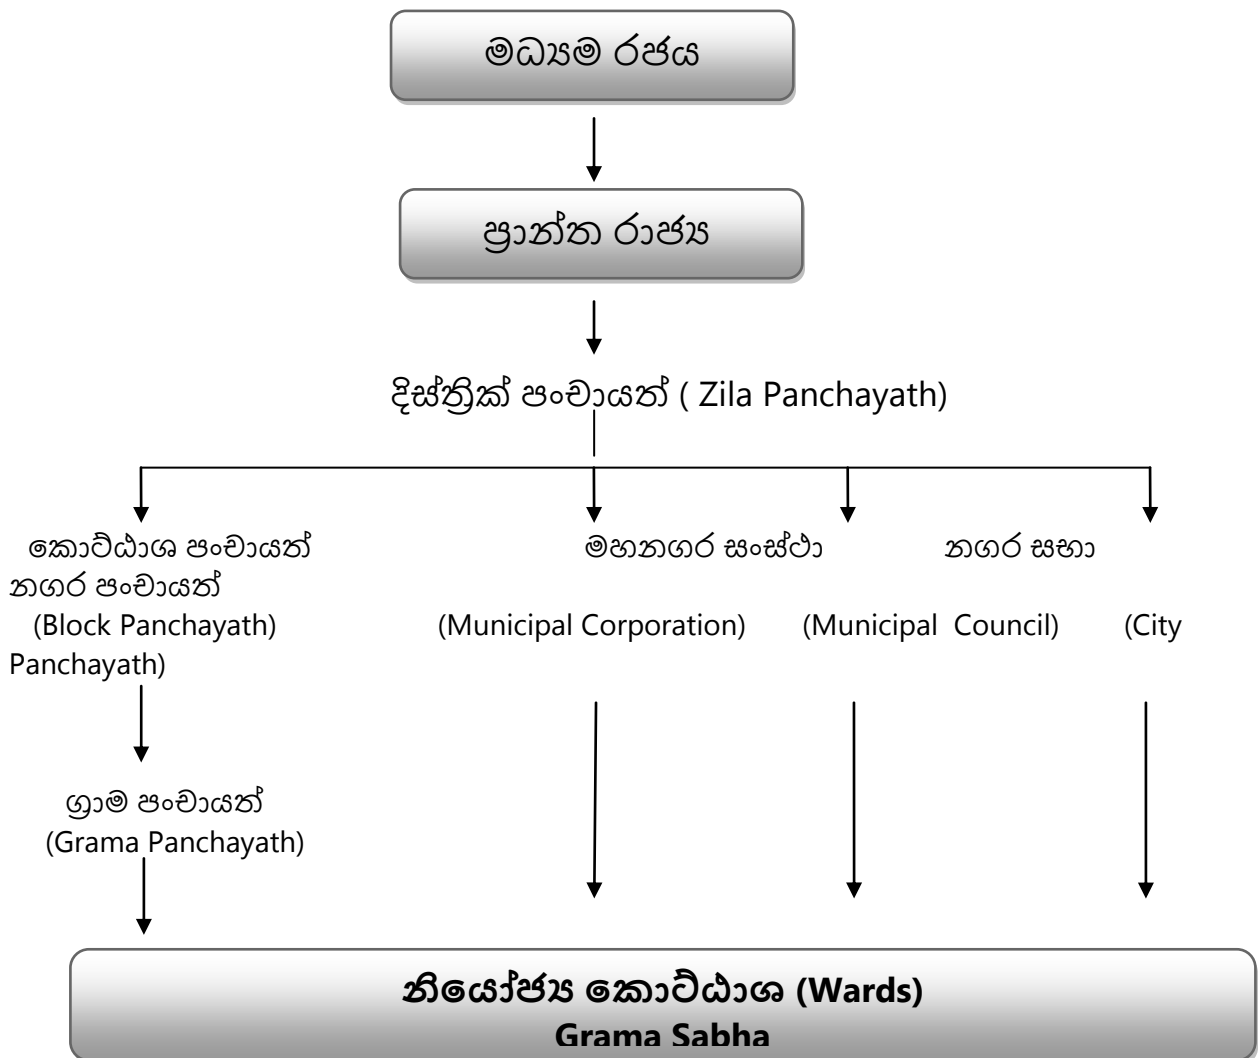 මධ්‍යම රජය
ප්‍රාන්ත රාජ්‍ය
දිස්ත්‍රික් පංචායත් ( Zila Panchayath)
කොට්ඨාශ පංචායත් මහනගර සංස්ථා නගර සභා
නගර පංචායත්
(Block Panchayath) (Municipal Corporation) (Municipal Council) (City
Panchayath)
ග්‍රාම පංචායත්
(Grama Panchayath)
නියෝජ්‍ය කොට්ඨාශ (Wards)
Grama Sabha